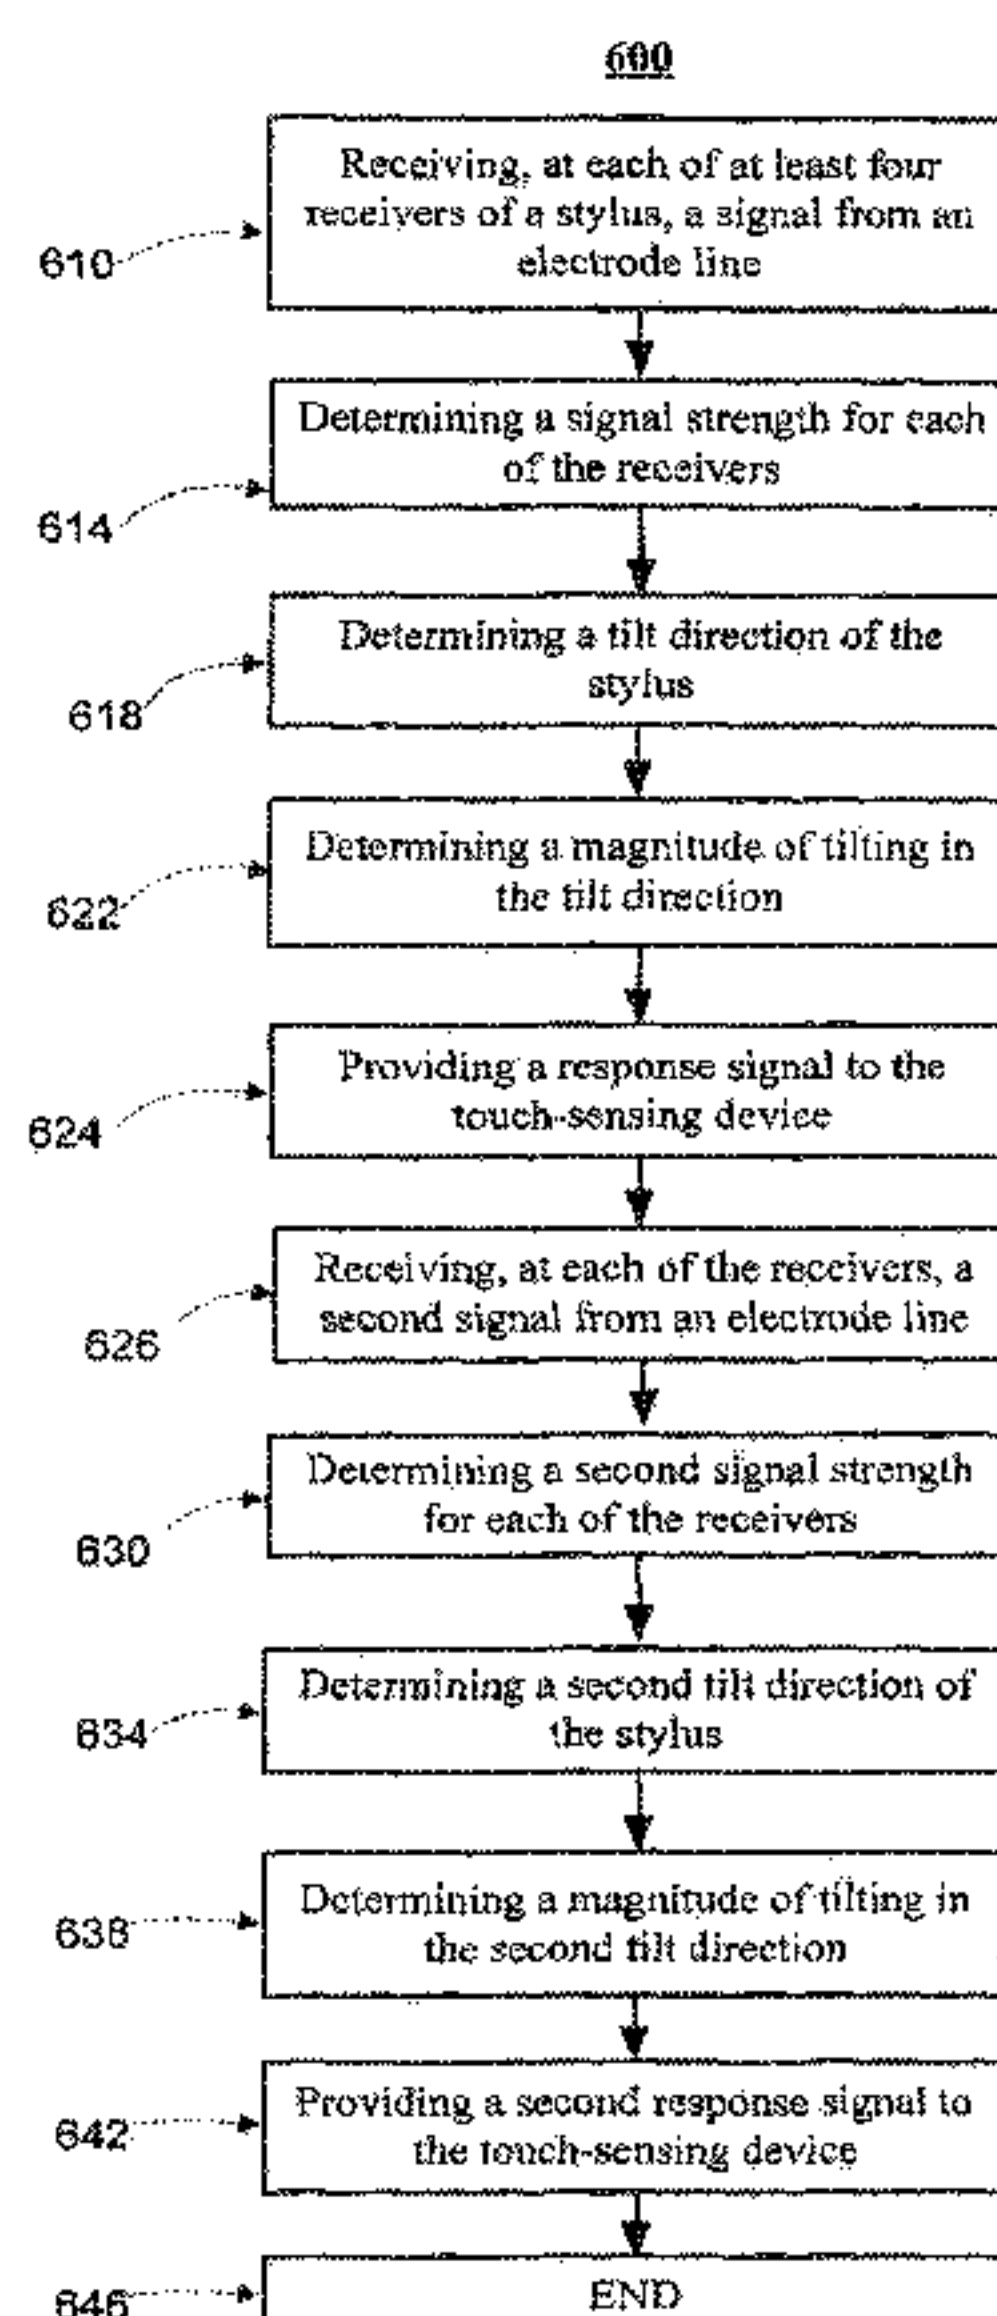 600
Receiving, at each of at least four
receivers of a stylus, a signal from an
electrode line
610
Determining a signal strength for each
of the receivers
614
Determining a tilt direction of the
stylus
618
Determining a magnitude of tilting in
the tilt direction
622
Providing a response signal to the
touch-sensing device
624
Receiving, at each of the receivers, a
second signal from an electrode line
626
Determining a second signal strength
for each of the receivers
630
Determining a second tilt direction of
the stylus
634
Determining a magnitude of tilting in
the second tilt direction
638
Providing a second response signal to
the touch-sensing device
642
END
646